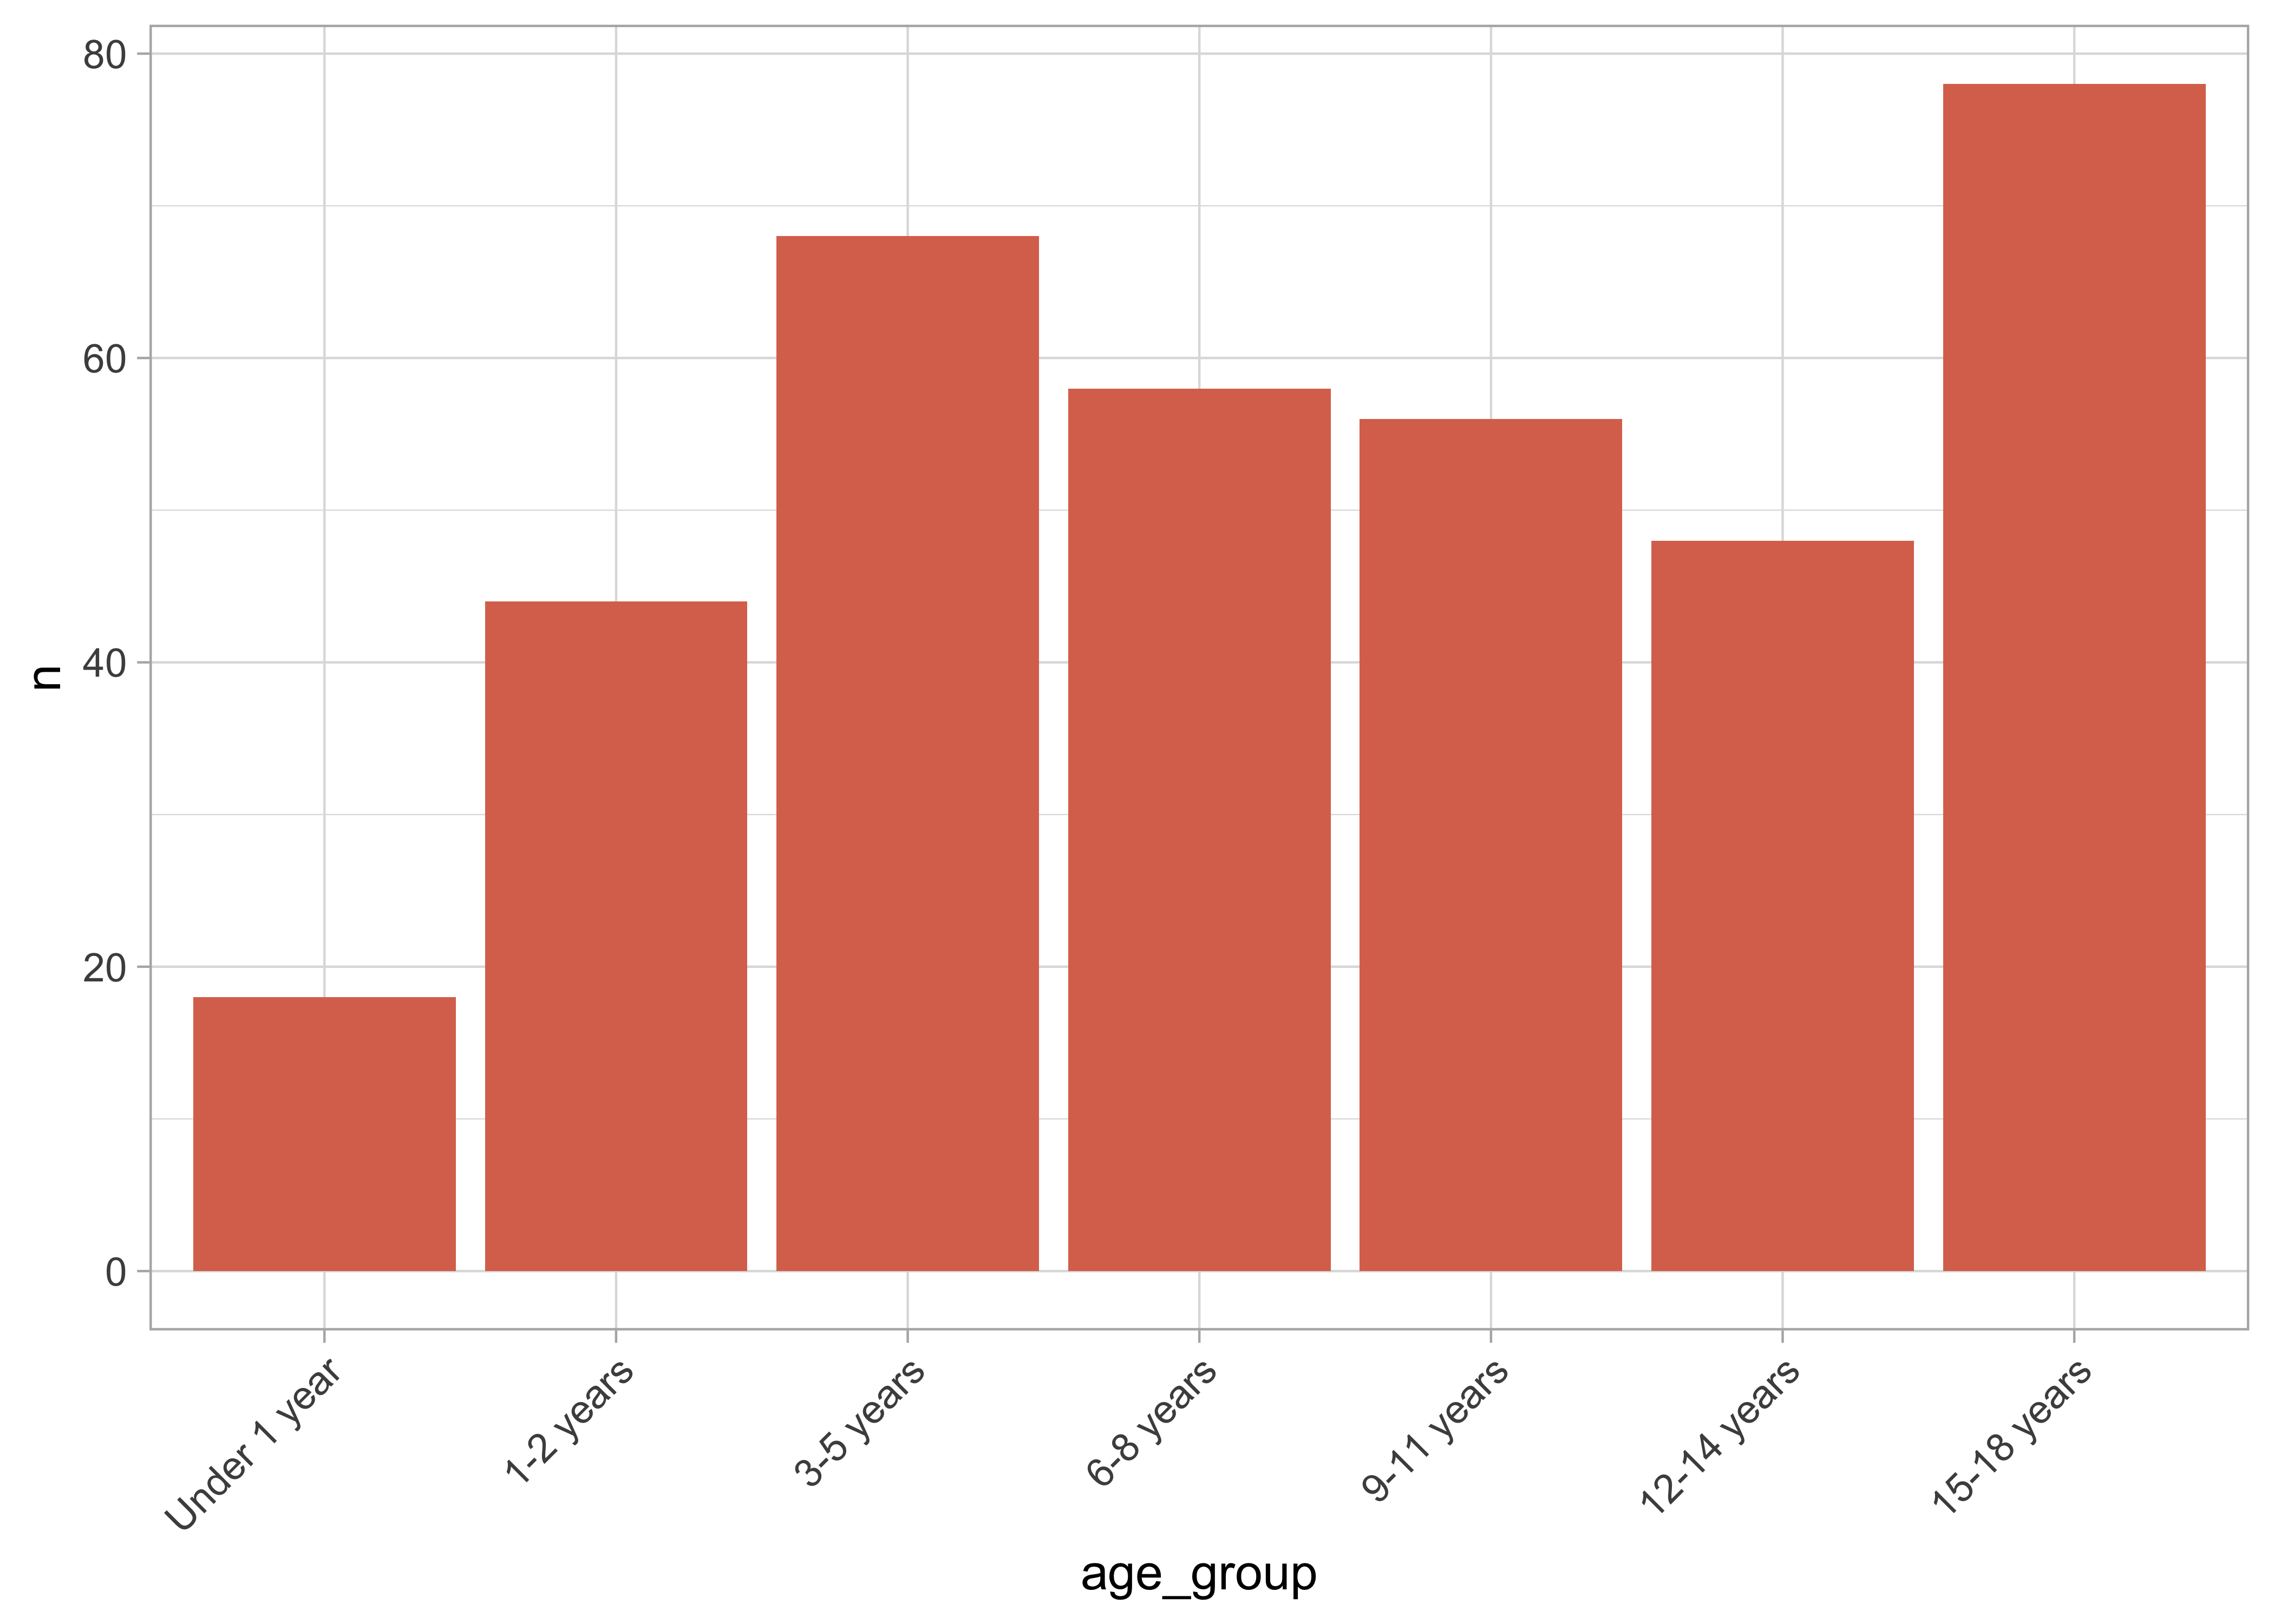 80
60
40
20
0
n
Under 1 year
1-2 years
3-5 years
6-8 years
9-11 years
12-14 years
15-18 years
age_group